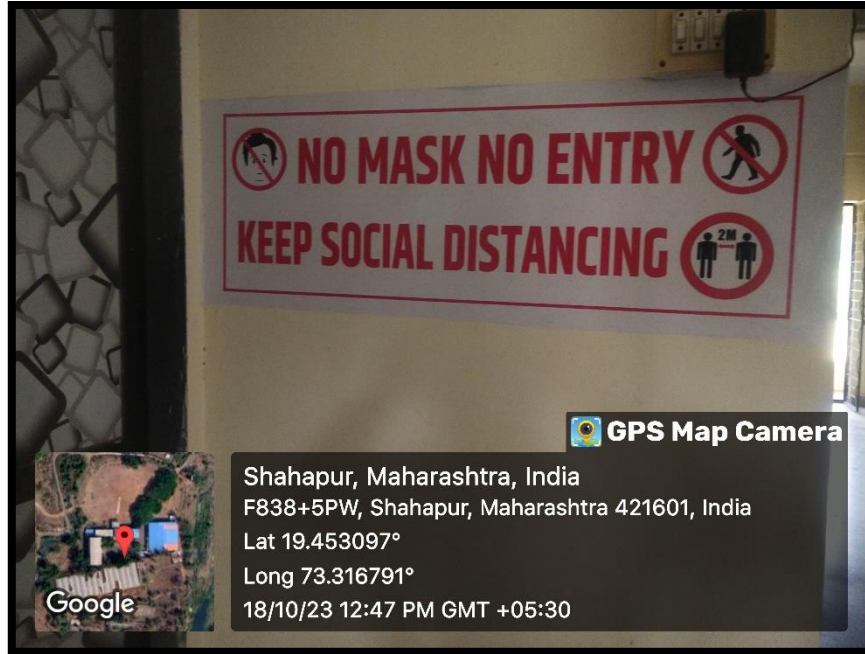 NO MASK NO ENTRY
KEEP SOCIAL DISTANCING
2M
GPS Map Camera
Shahapur, Maharashtra, India
F838+5PW, Shahapur, Maharashtra 421601, India
Lat 19.453097°
Long 73.316791°
18/10/23 12:47 PM GMT +05:30
Google